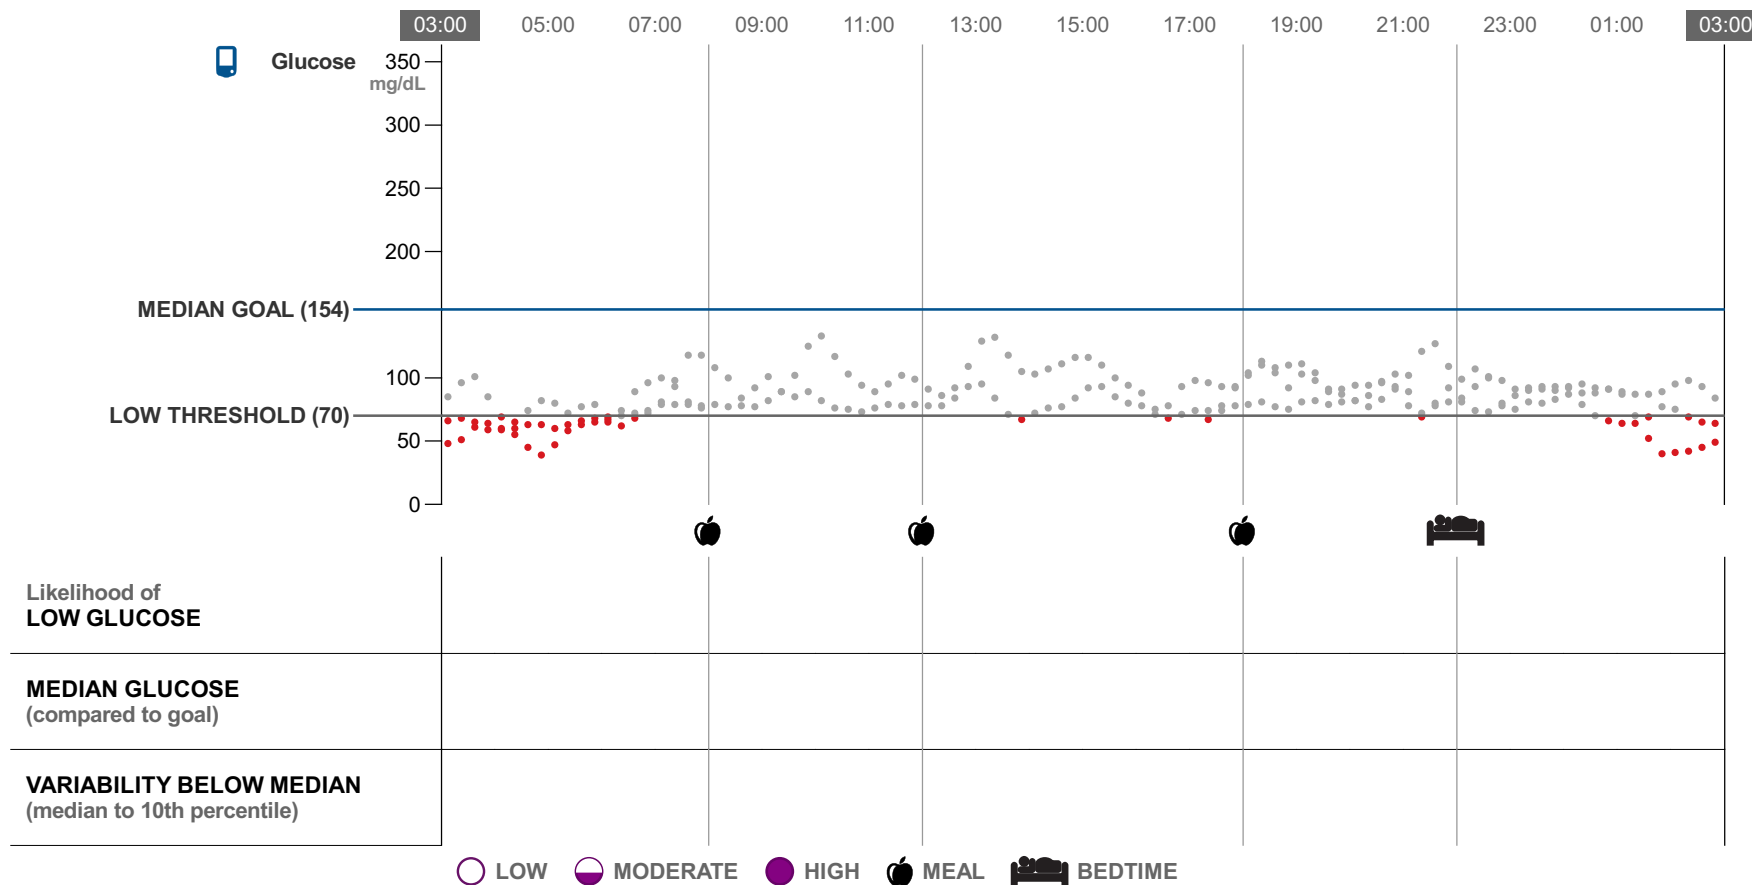 03:00 05:00 07:00 09:00 11:00 13:00 15:00 17:00 19:00 21:00 23:00 01:00 03:00
Glucose 350
mg/dL
300
250
200
MEDIAN GOAL (154)
100
LOW THRESHOLD (70)
50
0
Likelihood of
LOW GLUCOSE
MEDIAN GLUCOSE
(compared to goal)
VARIABILITY BELOW MEDIAN
(median to 10th percentile)
LOW MODERATE HIGH MEAL BEDTIME